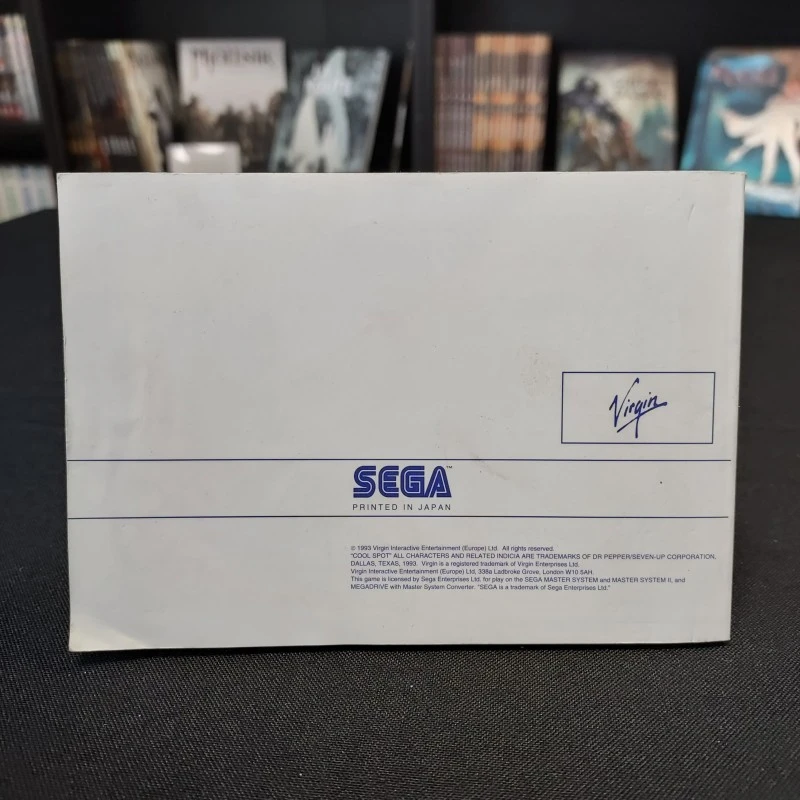 Virgin
SEGA™
PRINTED IN JAPAN
© 1993 Virgin Interactive Entertainment (Europe) Ltd. All rights reserved.
"COOL SPOT" ALL CHARACTERS AND RELATED INDICIA ARE TRADEMARKS OF DR PEPPER/SEVEN-UP CORPORATION,
DALLAS, TEXAS, 1993. Virgin is a registered trademark of Virgin Enterprises Ltd.
Virgin Interactive Entertainment (Europe) Ltd, 338a Ladbroke Grove, London W10 5AH.
This game is licensed by Sega Enterprises Ltd. for play on the SEGA MASTER SYSTEM and MASTER SYSTEM II, and
MEGADRIVE with Master System Converter. "SEGA is a trademark of Sega Enterprises Ltd."